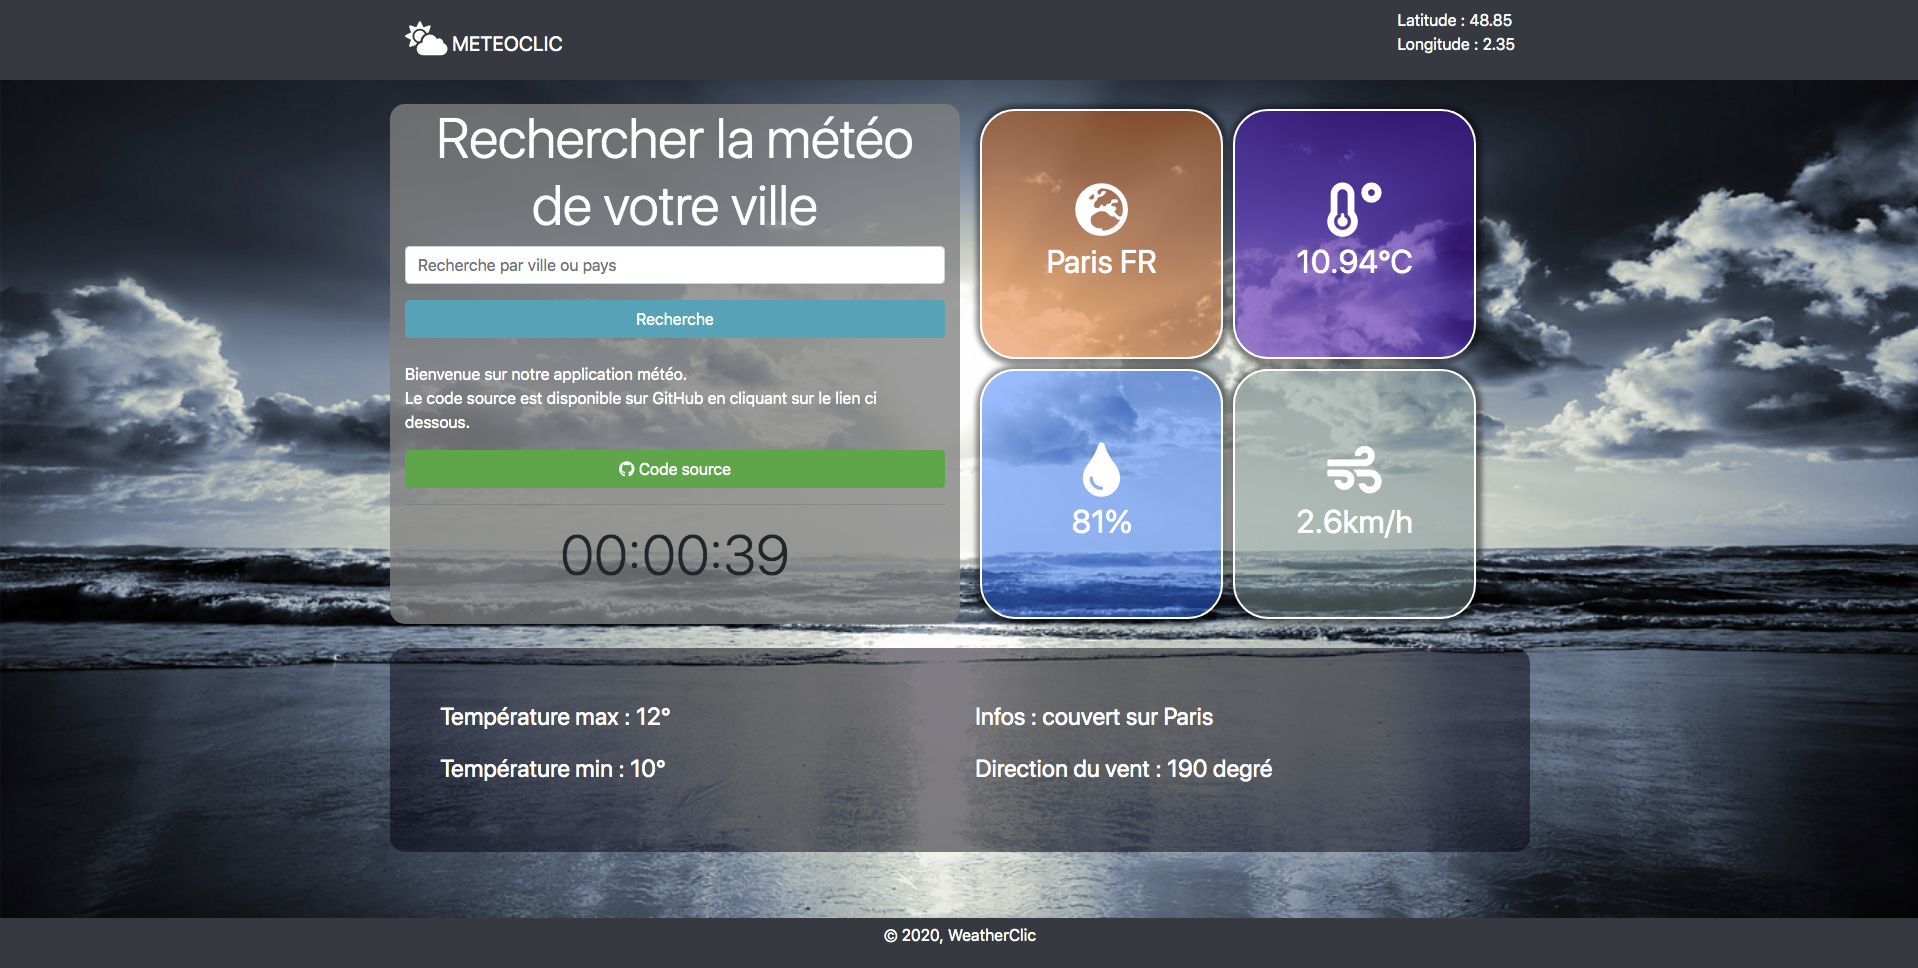 METEOCLIC
Latitude : 48.85
Longitude : 2.35
Rechercher la météo
de votre ville
Recherche par ville ou pays
Recherche
Bienvenue sur notre application météo.
Le code source est disponible sur GitHub en cliquant sur le lien ci
dessous.
Code source
00:00:39
Paris FR
10.94°C
81%
2.6km/h
Température max : 12°
Température min : 10°
Infos : couvert sur Paris
Direction du vent : 190 degré
© 2020, WeatherClic